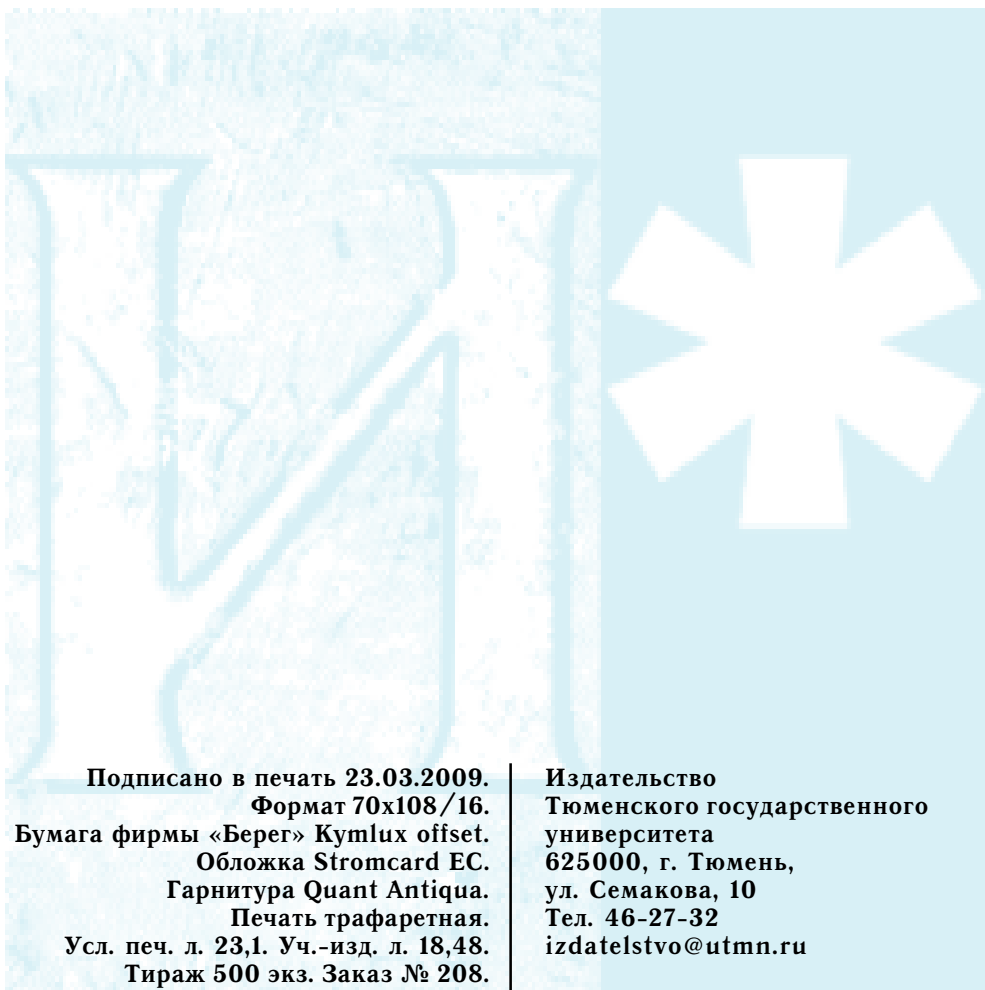 И*
Подписано в печать 23.03.2009.
Формат 70x108/16.
Бумага фирмы «Берег» Kymlux offset.
Обложка Stromcard EC.
Гарнитура Quant Antiqua.
Печать трафаретная.
Усл. печ. л. 23,1. Уч.-изд. л. 18,48.
Тираж 500 экз. Заказ № 208.
Издательство
Тюменского государственного
университета
625000, г. Тюмень,
ул. Семакова, 10
Тел. 46-27-32
izdatelstvo@utmn.ru